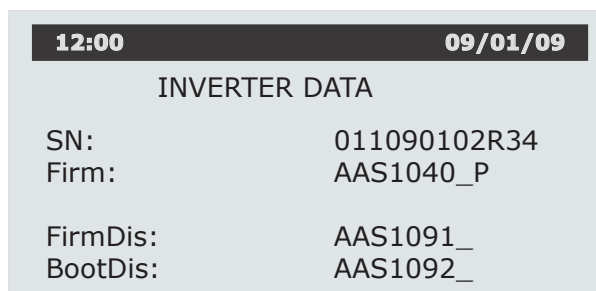 12:00 09/01/09
INVERTER DATA
SN: 011090102R34
Firm: AAS1040_P
FirmDis: AAS1091_
BootDis: AAS1092_